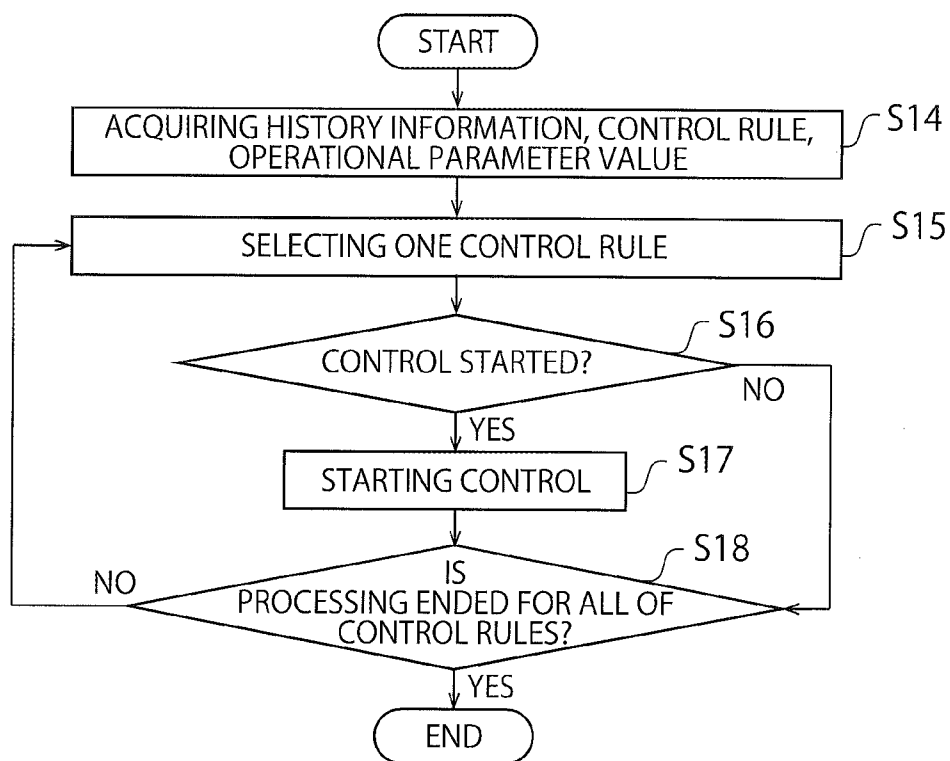 START
ACQUIRING HISTORY INFORMATION, CONTROL RULE,
OPERATIONAL PARAMETER VALUE
S14
SELECTING ONE CONTROL RULE
S15
CONTROL STARTED?
S16
NO
YES
STARTING CONTROL
S17
IS
PROCESSING ENDED FOR ALL OF
CONTROL RULES?
S18
NO
YES
END